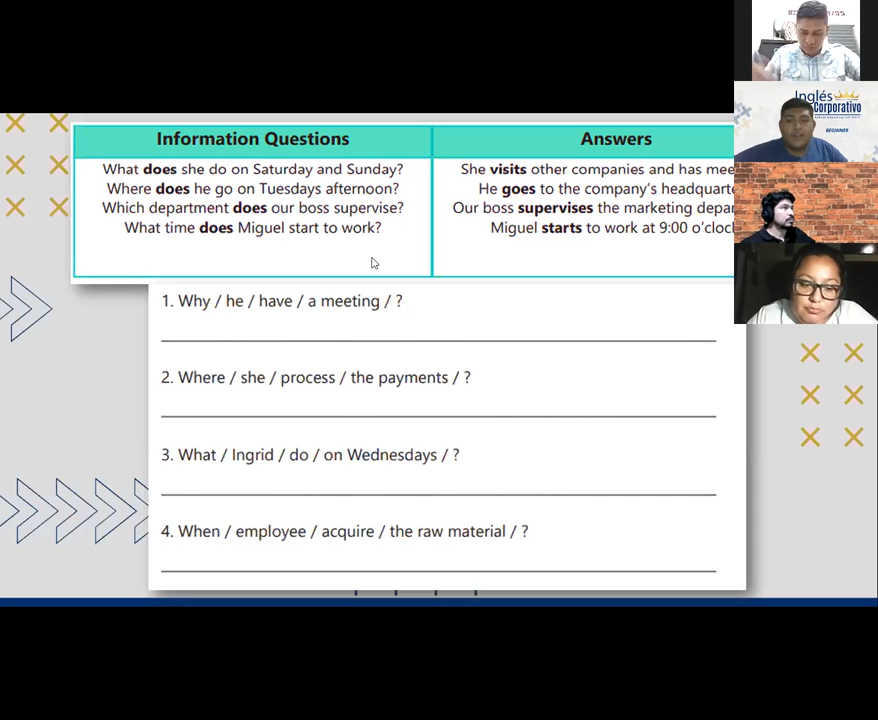 Information Questions
Answers
What does she do on Saturday and Sunday?
Where does he go on Tuesdays afternoon?
Which department does our boss supervise?
What time does Miguel start to work?
She visits other companies and has
He goes to the company's
Our boss supervises the marketing
Miguel starts to work at 9:00
1. Why / he / have / a meeting / ?
2. Where / she / process / the payments / ?
3. What / Ingrid / do / on Wednesdays / ?
4. When / employee / acquire / the raw material / ?
Inglés
Corporativo
BEGINNER